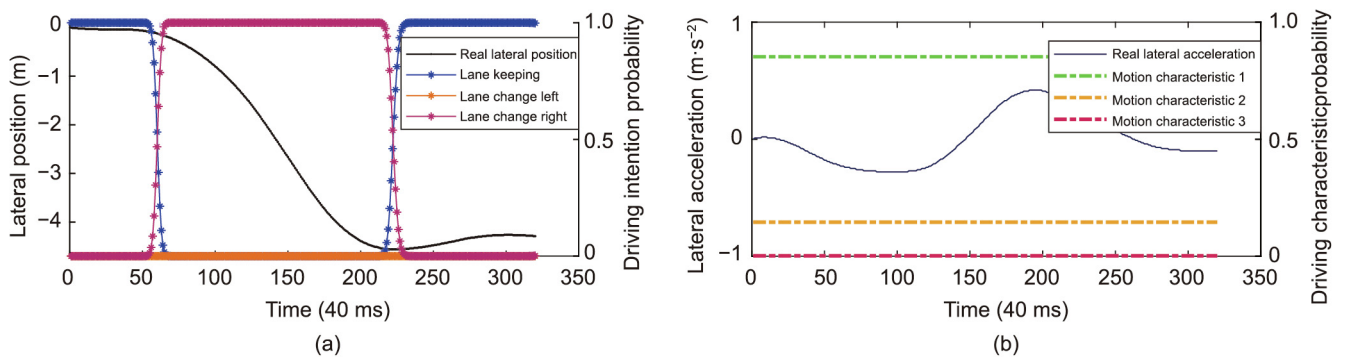 0
−1
−2
−3
−4
Lateral position (m)
1.0
0.5
0
Driving intention probability
Real lateral position
Lane keeping
Lane change left
Lane change right
0 50 100 150 200 250 300 350
Time (40 ms)
(a)
1
0
−1
Lateral acceleration (m·s−2)
1.0
0.5
0
Driving characteristicprobability
Real lateral acceleration
Motion characteristic 1
Motion characteristic 2
Motion characteristic 3
0 50 100 150 200 250 300 350
Time (40 ms)
(b)